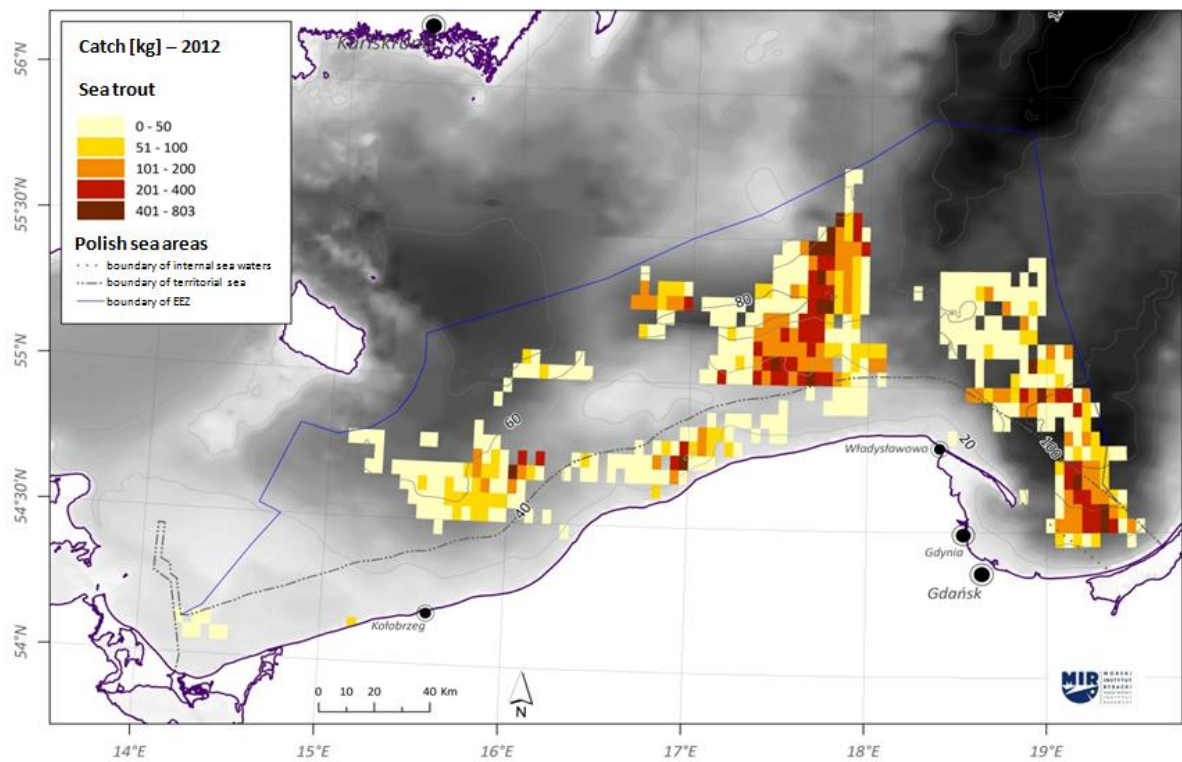 Catch [kg] – 2012
Sea trout
0 - 50
51 - 100
101 - 200
201 - 400
401 - 803
Polish sea areas
boundary of internal sea waters
boundary of territorial sea
boundary of EEZ
56°N
55°30'N
55°N
54°30'N
54°N
80
60
40
20
100
Władysławowo
Gdynia
Gdańsk
Kołobrzeg
0 10 20 40 Km
N
MIR
MORSKI
INSTYTUT
RYBACKI
14°E 15°E 16°E 17°E 18°E 19°E